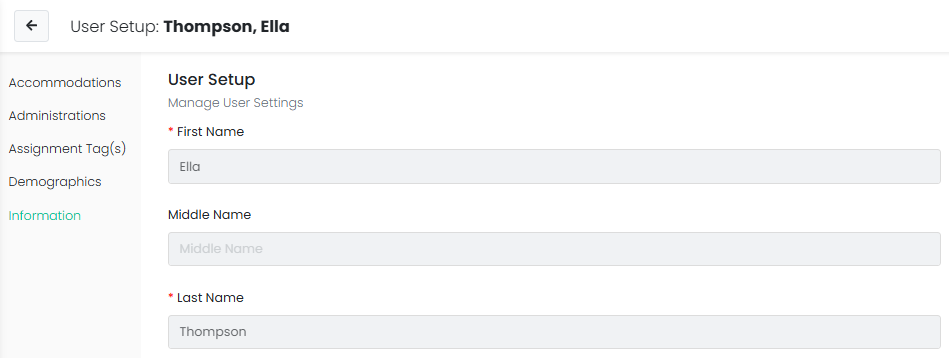 User Setup: Thompson, Ella
Accommodations
Administrations
Assignment Tag(s)
Demographics
Information
User Setup
Manage User Settings
* First Name
Ella
Middle Name
Middle Name
* Last Name
Thompson